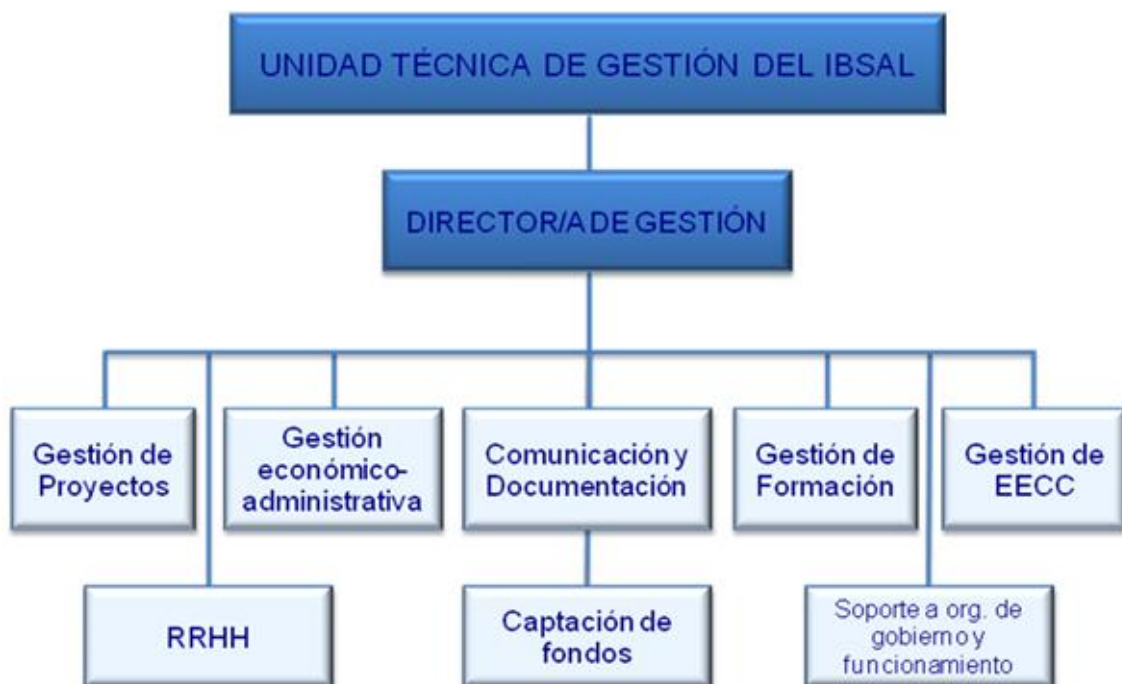 UNIDAD TÉCNICA DE GESTIÓN DEL IBSAL
DIRECTOR/A DE GESTIÓN
Gestión de
Proyectos
Gestión
económico-
administrativa
Comunicación y
Documentación
Gestión de
Formación
Gestión de
EECC
RRHH
Captación de
fondos
Soporte a org. de
gobierno y
funcionamiento